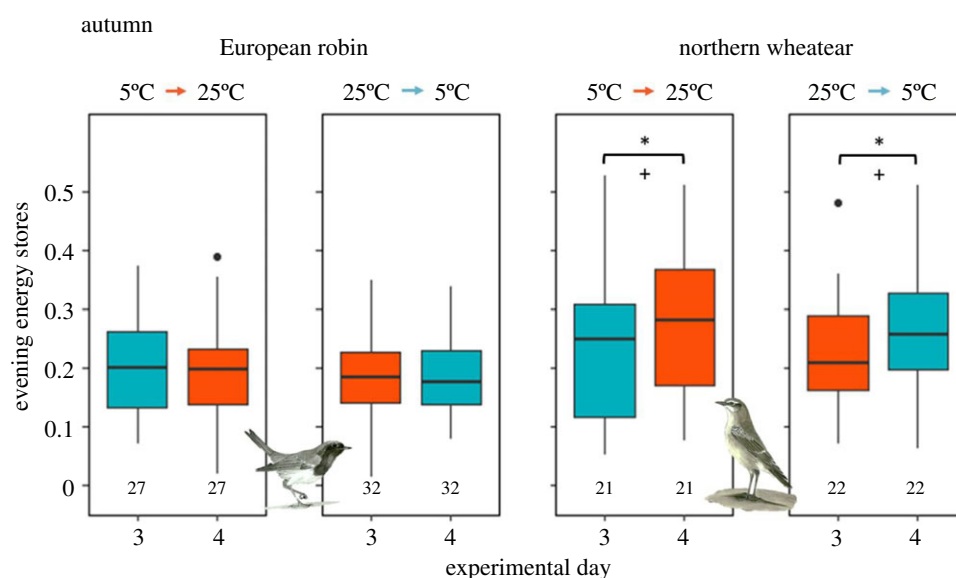 autumn
European robin northern wheatear
5ºC → 25ºC 25ºC → 5ºC 5ºC → 25ºC 25ºC → 5ºC
* *
+ +
0.5
0.4
0.3
0.2
0.1
0
evening energy stores
27 27 32 32 21 21 22 22
3 4 3 4 3 4 3 4
experimental day